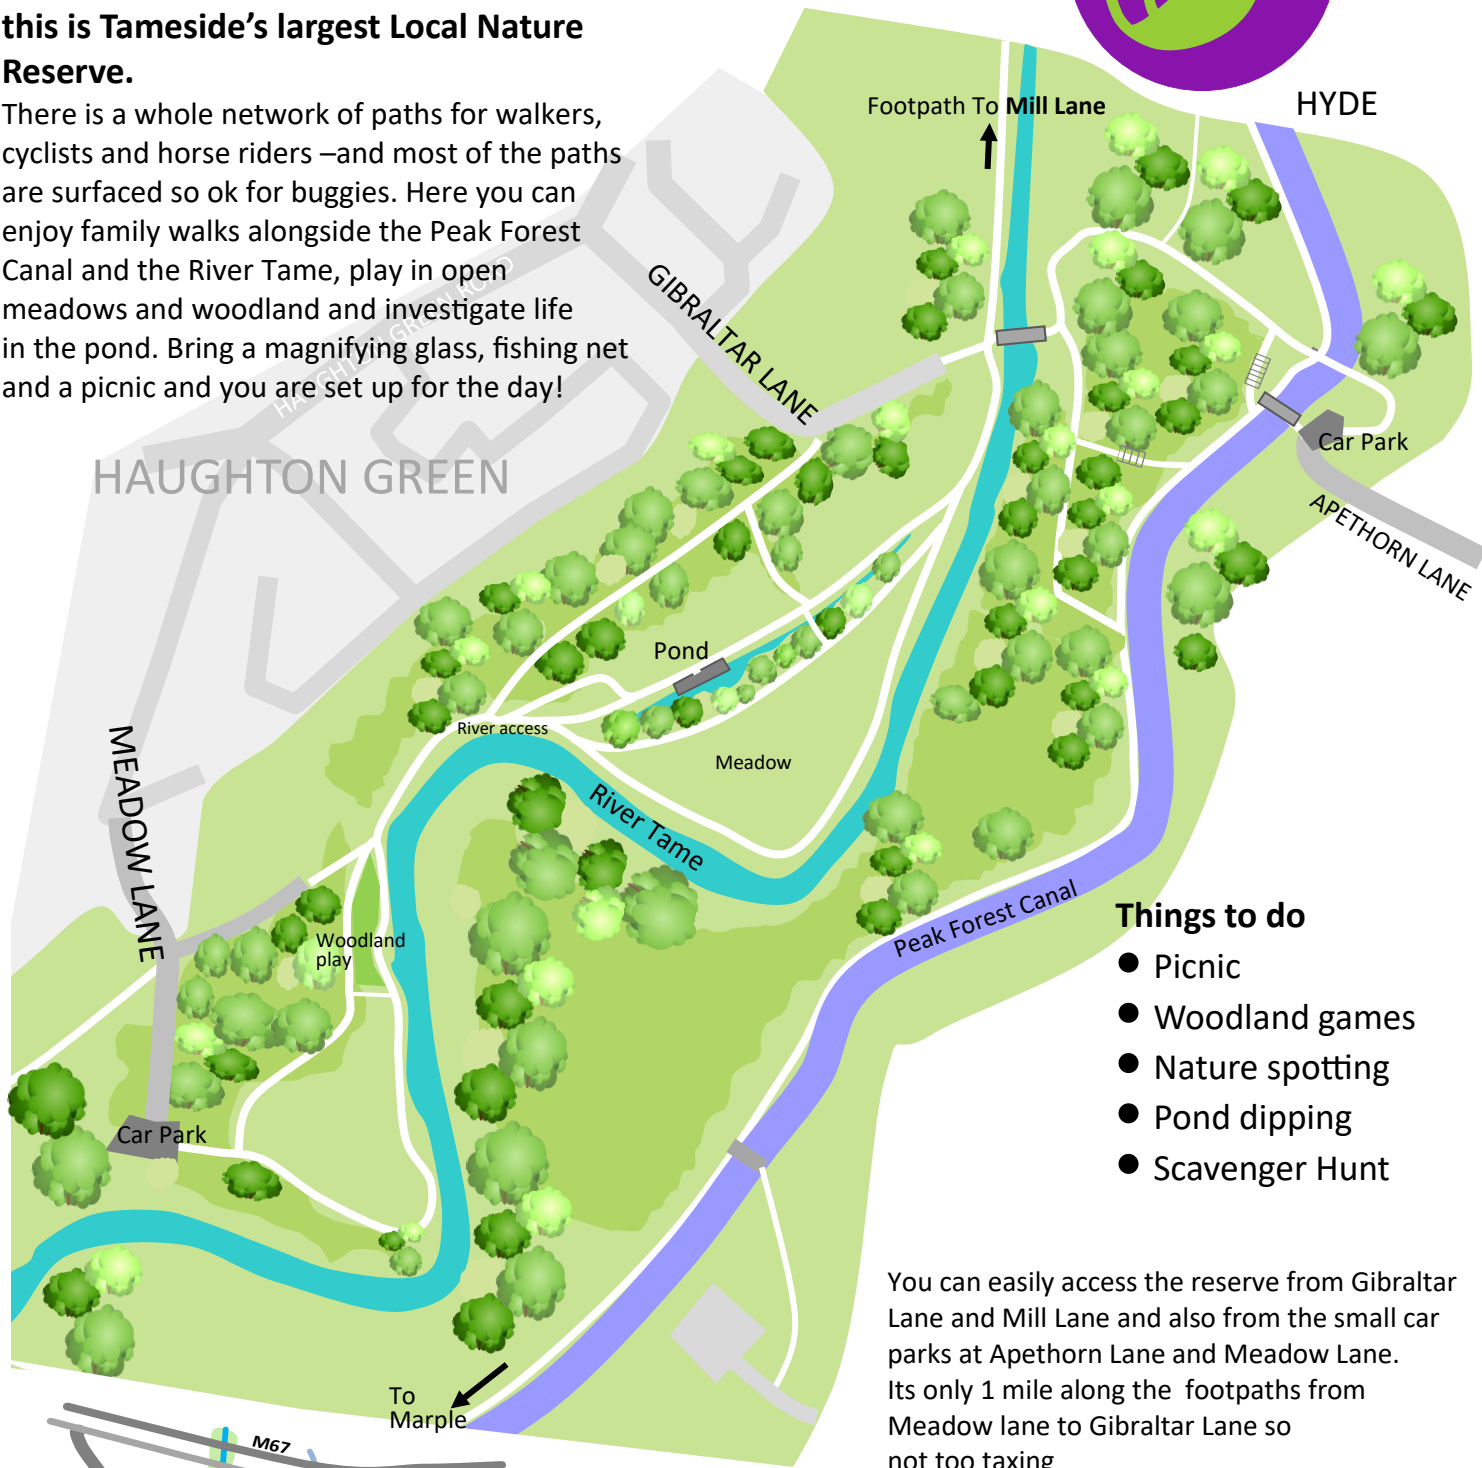 this is Tameside's largest Local Nature
Reserve.
There is a whole network of paths for walkers,
cyclists and horse riders –and most of the paths
are surfaced so ok for buggies. Here you can
enjoy family walks alongside the Peak Forest
Canal and the River Tame, play in open
meadows and woodland and investigate life
in the pond. Bring a magnifying glass, fishing net
and a picnic and you are set up for the day!
HAUGHTON GREEN ROAD
HAUGHTON GREEN
Footpath To Mill Lane
HYDE
GIBRALTAR LANE
Car Park
APETHORN LANE
Pond
River access
Meadow
River Tame
MEADOW LANE
Woodland
play
Peak Forest Canal
Car Park
To
Marple
M67
Things to do
● Picnic
● Woodland games
● Nature spotting
● Pond dipping
● Scavenger Hunt
You can easily access the reserve from Gibraltar
Lane and Mill Lane and also from the small car
parks at Apethorn Lane and Meadow Lane.
Its only 1 mile along the footpaths from
Meadow lane to Gibraltar Lane so
not too taxing